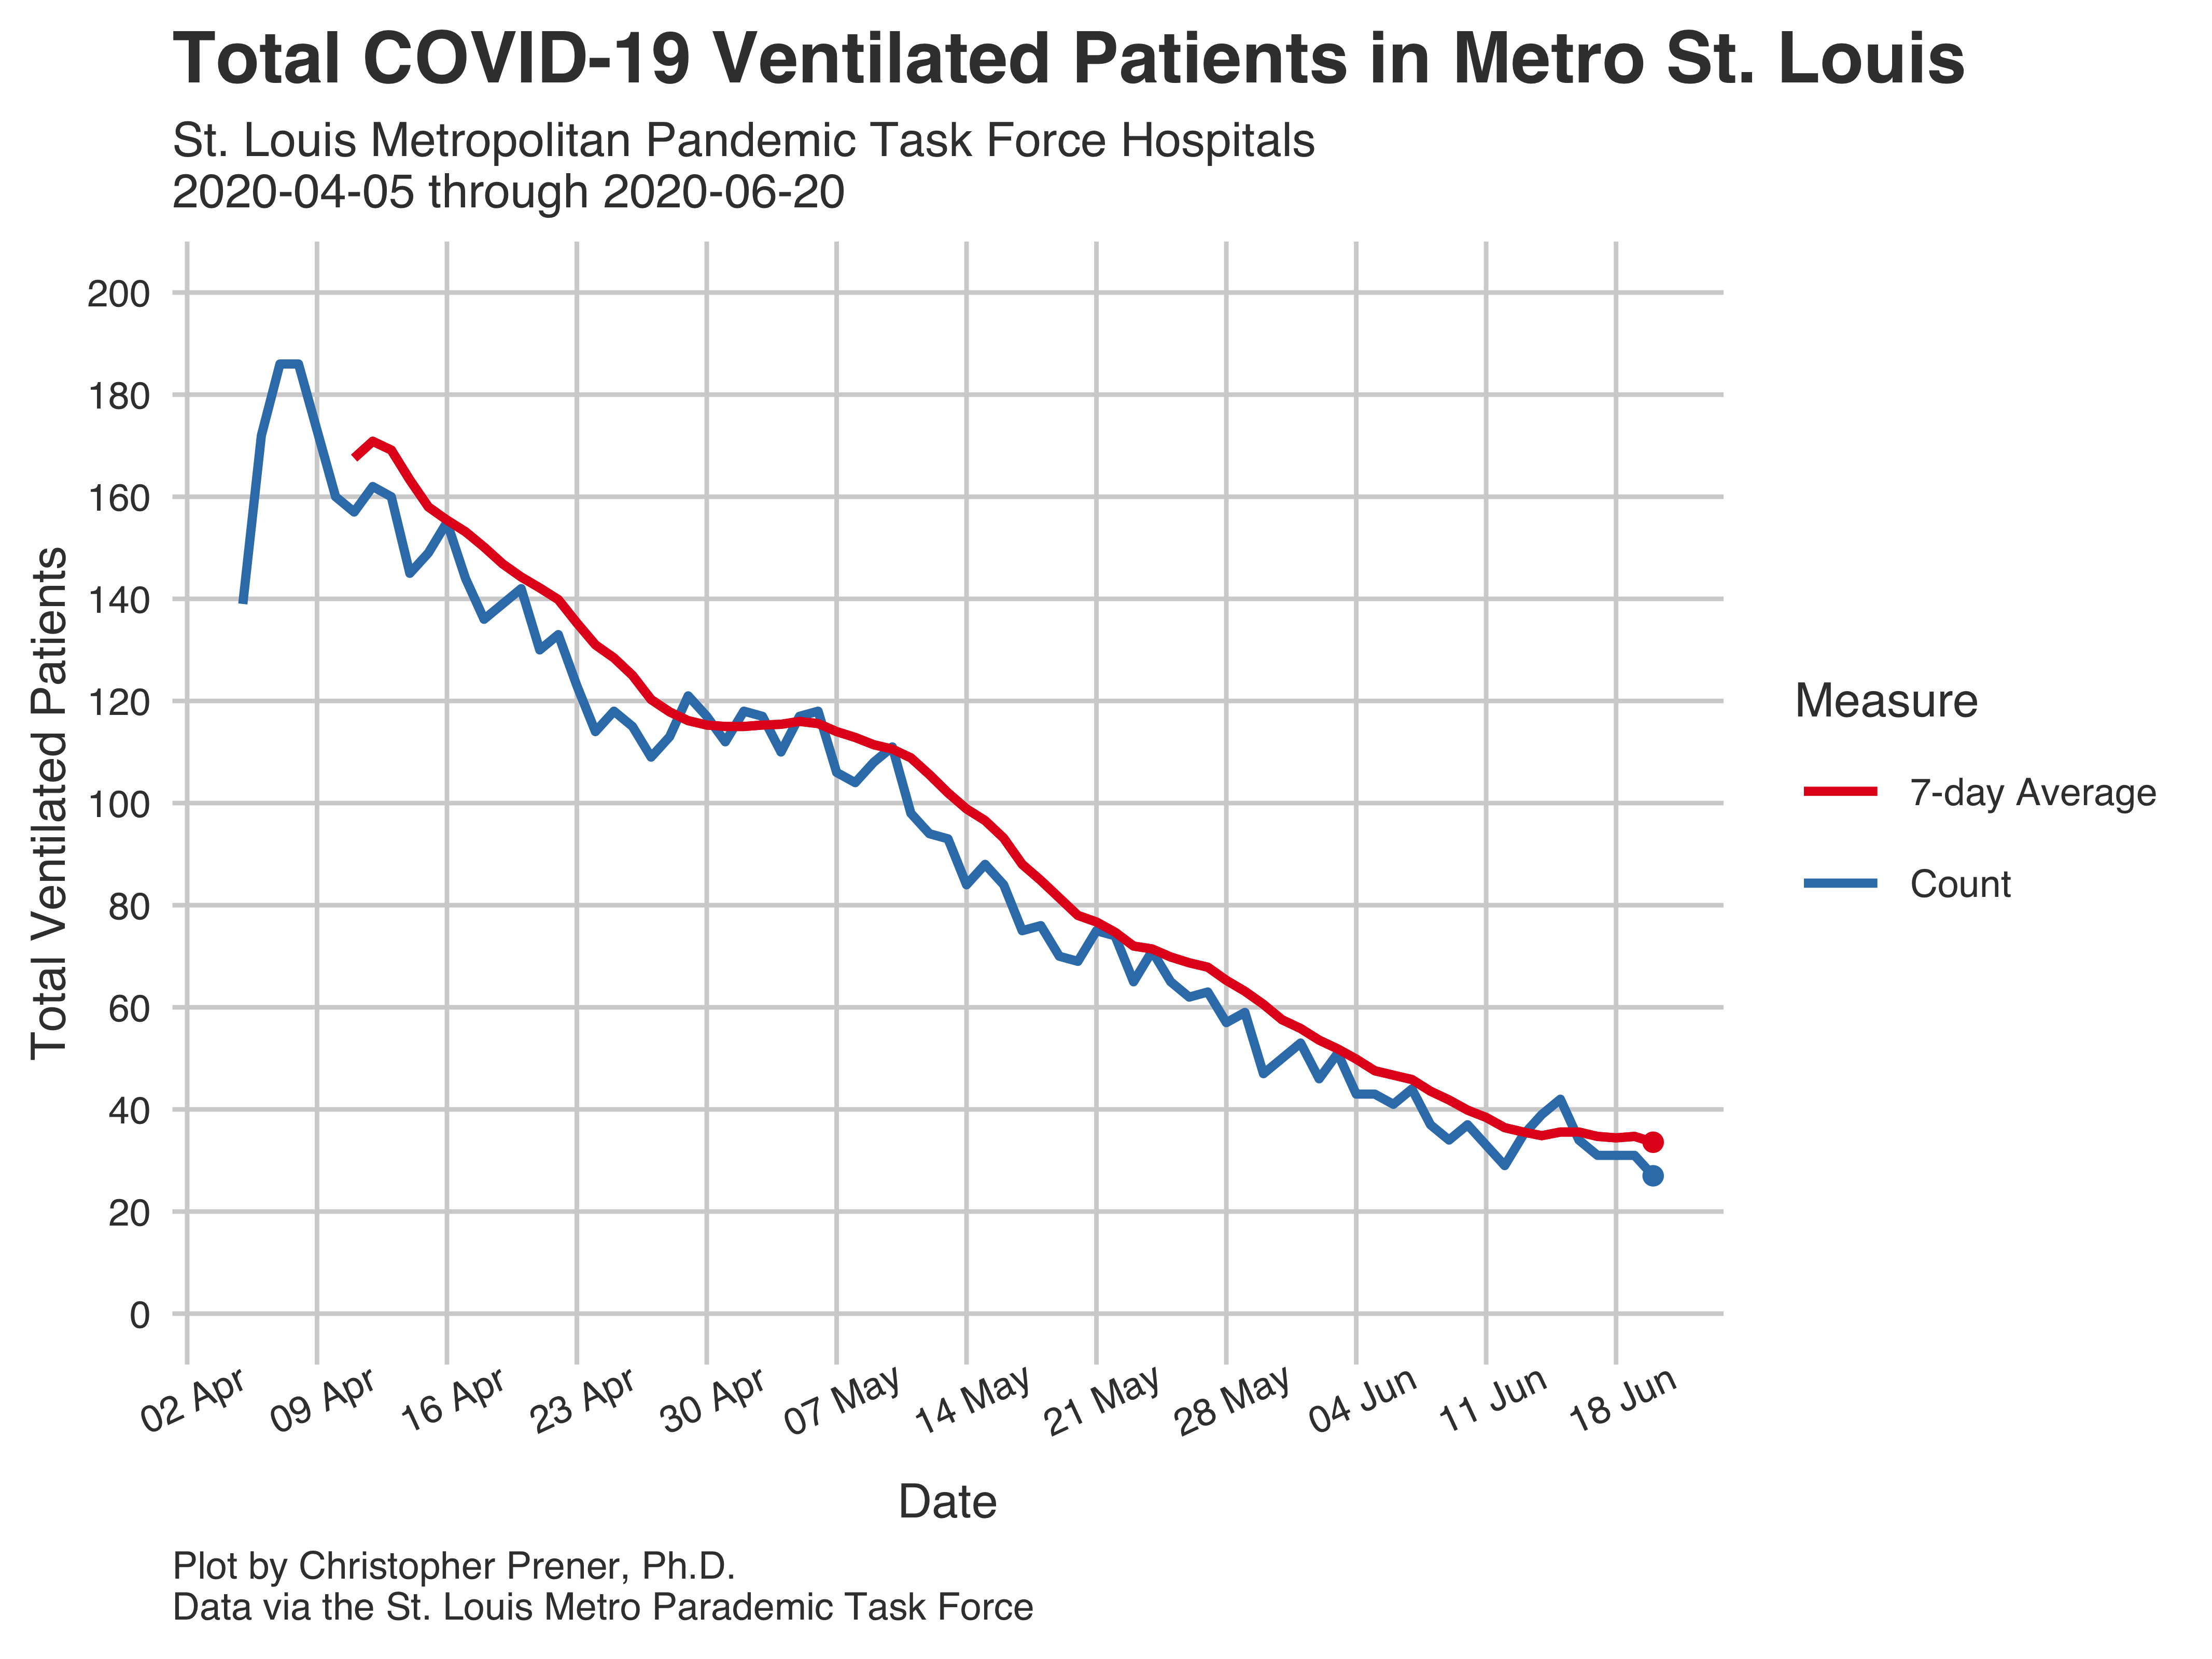 Total COVID-19 Ventilated Patients in Metro St. Louis
St. Louis Metropolitan Pandemic Task Force Hospitals
2020-04-05 through 2020-06-20
Total Ventilated Patients
200
180
160
140
120
100
80
60
40
20
0
02 Apr
09 Apr
16 Apr
23 Apr
30 Apr
07 May
14 May
21 May
28 May
04 Jun
11 Jun
18 Jun
Date
Measure
7-day Average
Count
Plot by Christopher Prener, Ph.D.
Data via the St. Louis Metro Parademic Task Force